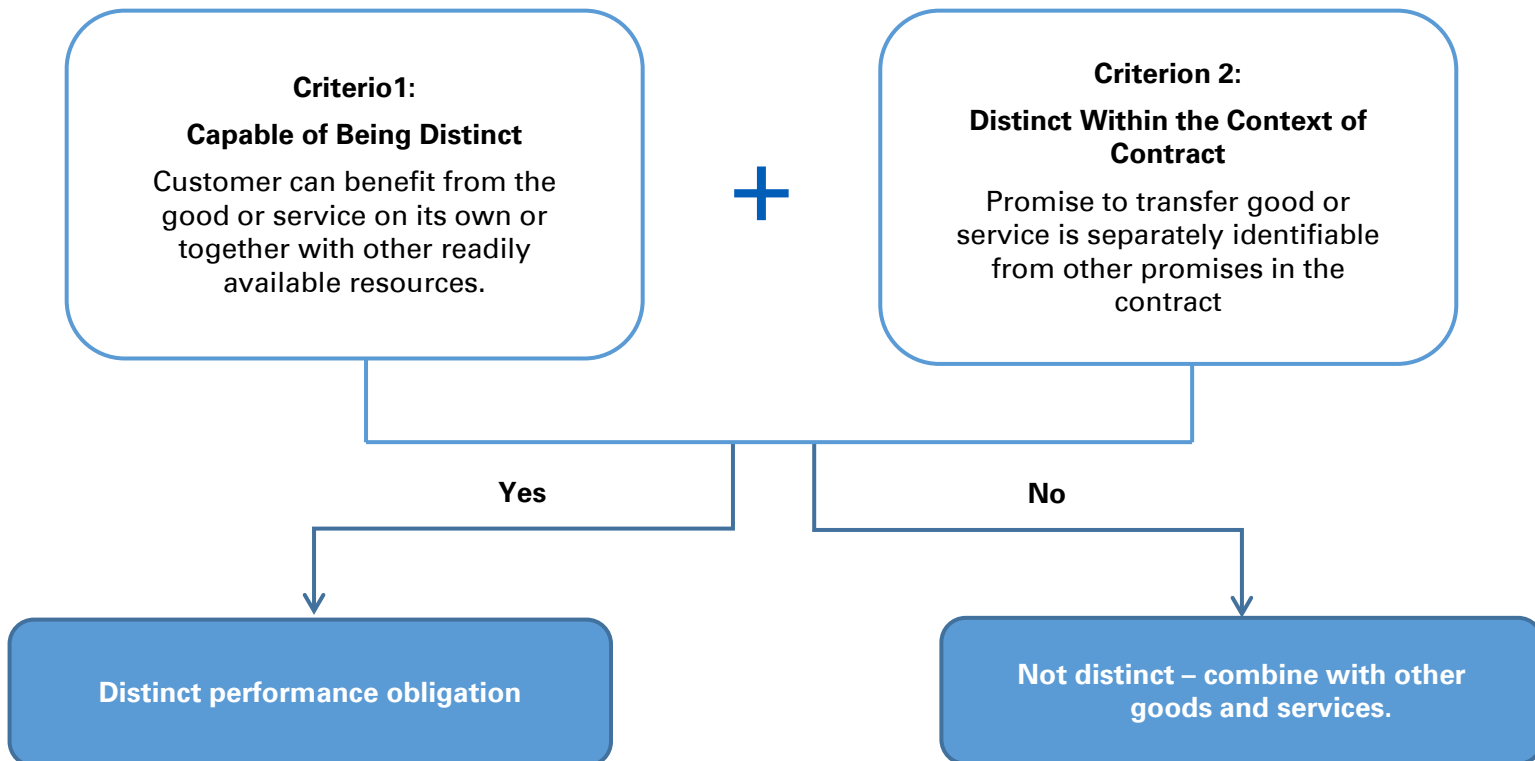 Criterio1:
Capable of Being Distinct
Customer can benefit from the
good or service on its own or
together with other readily
available resources.
+
Criterion 2:
Distinct Within the Context of
Contract
Promise to transfer good or
service is separately identifiable
from other promises in the
contract
Yes
No
Distinct performance obligation
Not distinct – combine with other
goods and services.